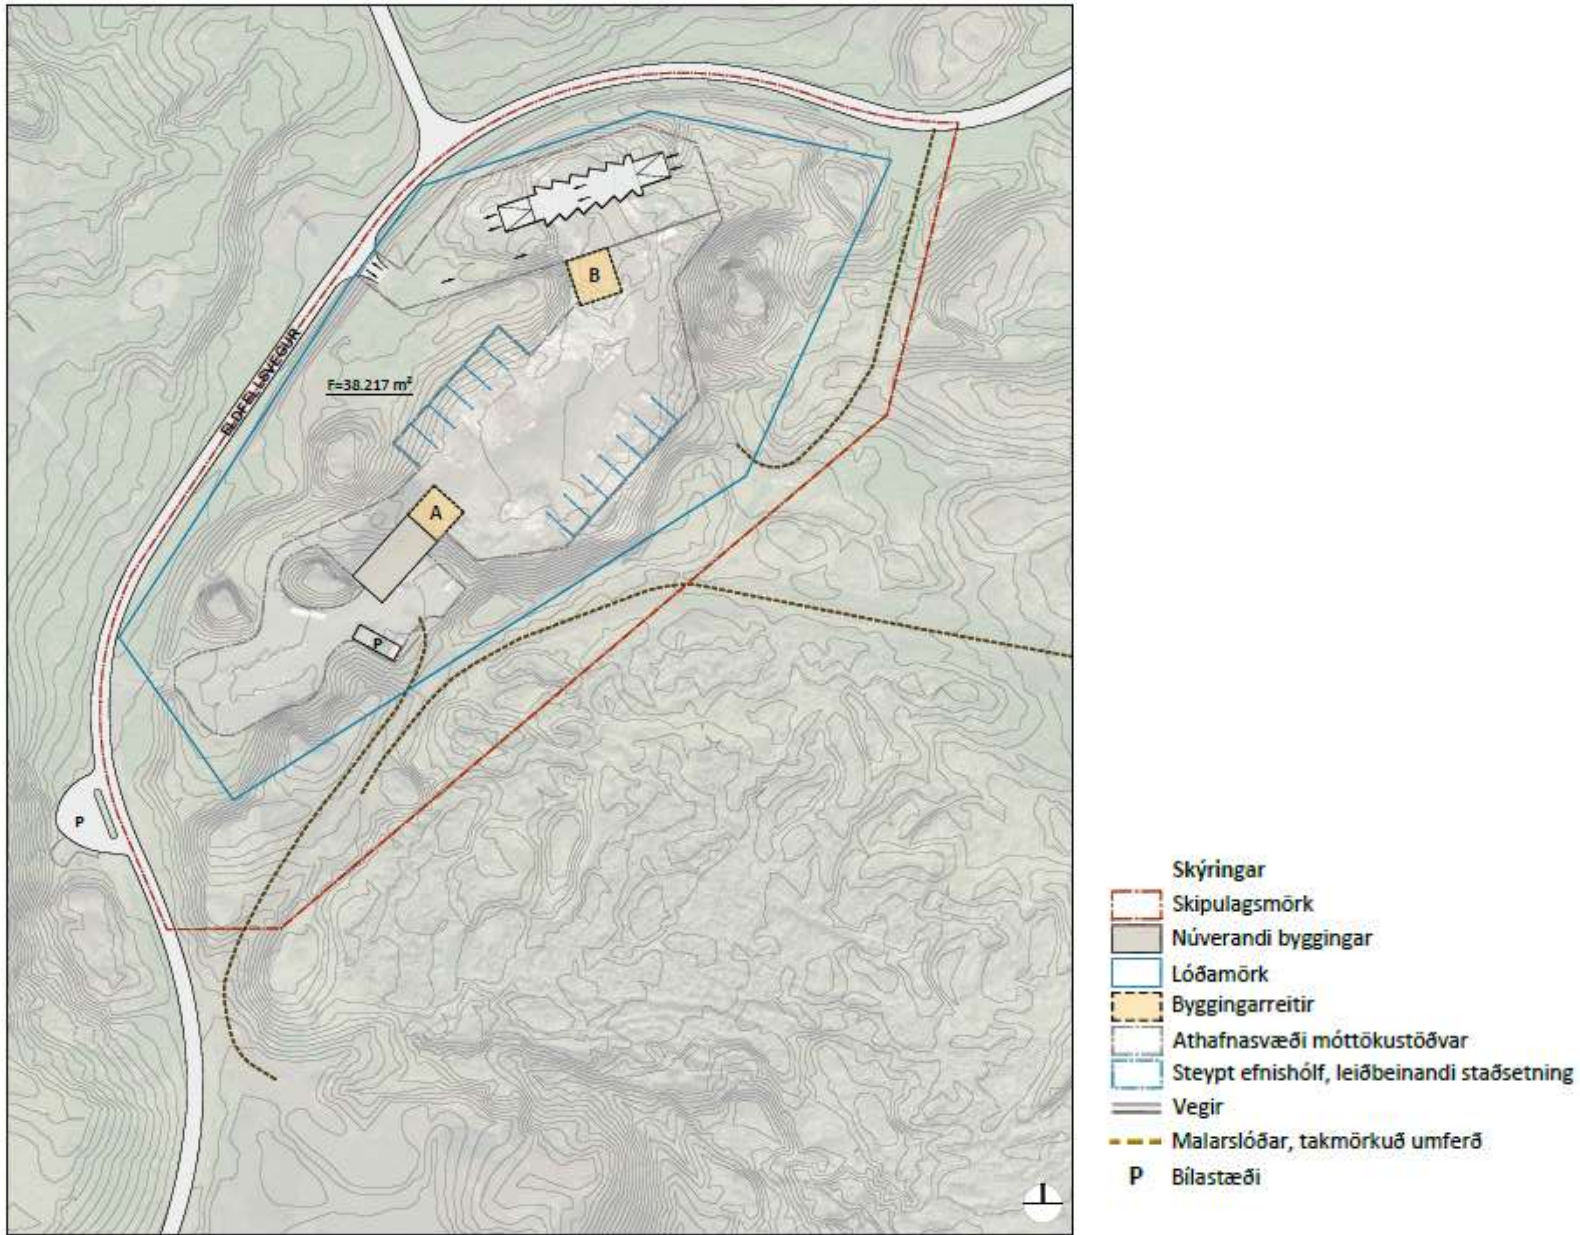 B
ELDFELLSVEGUR
F=38.217 m²
A
P
P
Skýringar
Skipulagsmörk
Núverandi byggingar
Lóðamörk
Byggingarreitir
Athafnasvæði móttökustöðvar
Steypt efnishólf, leiðbeinandi staðsetning
Vegir
Malarslóðar, takmörkuð umferð
P Bílastæði